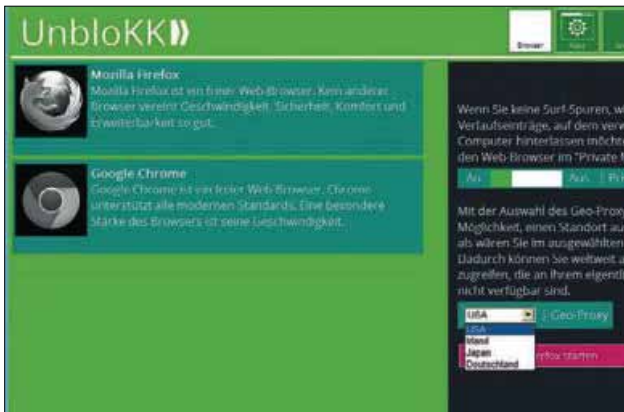 UnbloKK
Browser
Mozilla Firefox
Mozilla Firefox ist ein freier Web-Browser. Kein anderer
Browser vereint Geschwindigkeit, Sicherheit, Komfort und
Erweiterbarkeit so gut.
Google Chrome
Google Chrome ist ein freier Web-Browser. Chrome
unterstützt alle modernen Standards. Eine besondere
Stärke des Browsers ist seine Geschwindigkeit.
Wenn Sie keine Surf-Spuren, wi
Verlaufseinträge, auf dem verw
Computer hinterlassen möchte
den Web-Browser im "Private M
An Aus
Mit der Auswahl des Geo-Proxy
Möglichkeit, einen Standort au
als wären Sie im ausgewählten
Dadurch können Sie weltweit a
zugreifen, die an Ihrem eigentli
nicht verfügbar sind.
USA | Geo-Proxy
USA
Irland
Japan
Deutschland
refox starten